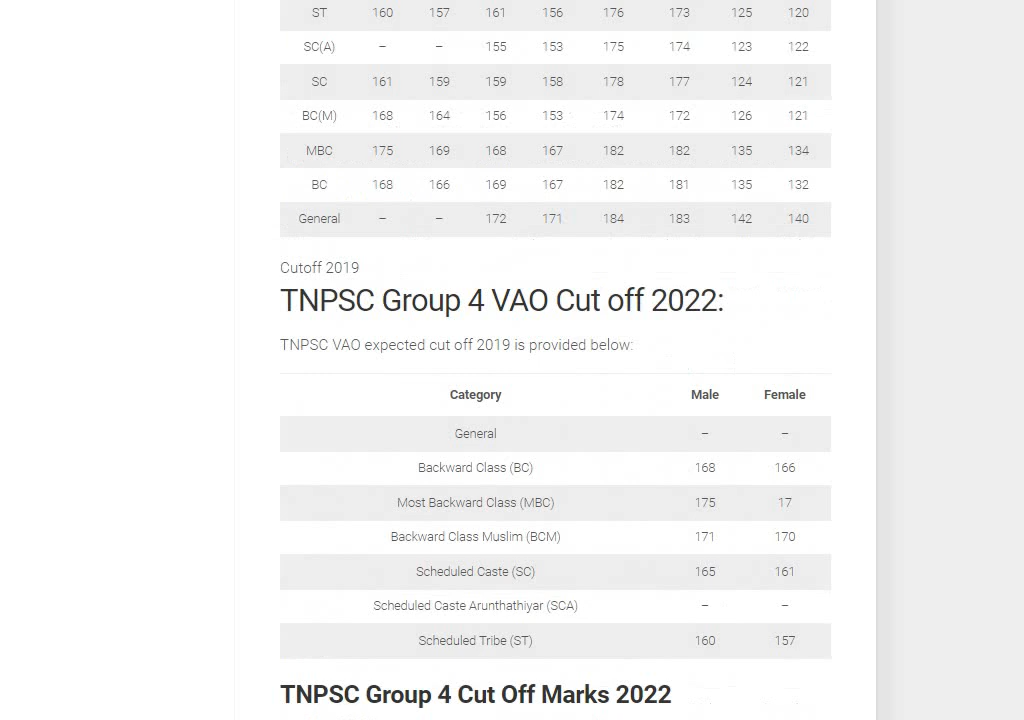 ST 160 157 161 156 176 173 125 120
SC(A) – – 155 153 175 174 123 122
SC 161 159 159 158 178 177 124 121
BC(M) 168 164 156 153 174 172 126 121
MBC 175 169 168 167 182 182 135 134
BC 168 166 169 167 182 181 135 132
General – – 172 171 184 183 142 140
Cutoff 2019
TNPSC Group 4 VAO Cut off 2022:
TNPSC VAO expected cut off 2019 is provided below:
Category Male Female
General – –
Backward Class (BC) 168 166
Most Backward Class (MBC) 175 17
Backward Class Muslim (BCM) 171 170
Scheduled Caste (SC) 165 161
Scheduled Caste Arunthathiyar (SCA) – –
Scheduled Tribe (ST) 160 157
TNPSC Group 4 Cut Off Marks 2022